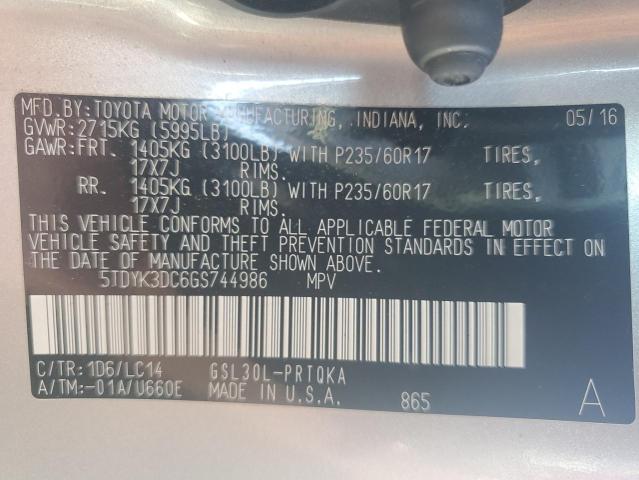 MFD. BY: TOYOTA MOTOR MANUFACTURING, INDIANA, INC. 05/16
GVWR: 2715KG (5995LB)
GAWR: FRT. 1405KG (3100LB) WITH P235/60R17 TIRES,
17X7J RIMS.
RR. 1405KG (3100LB) WITH P235/60R17 TIRES,
17X7J RIMS.
THIS VEHICLE CONFORMS TO ALL APPLICABLE FEDERAL MOTOR
VEHICLE SAFETY AND THEFT PREVENTION STANDARDS IN EFFECT ON
THE DATE OF MANUFACTURE SHOWN ABOVE.
5TDYK3DC6GS744986 MPV
C/TR: 1D6/LC14 GSL30L-PRTQKA
A/TM: -01A/U660E MADE IN U.S.A. 865 A